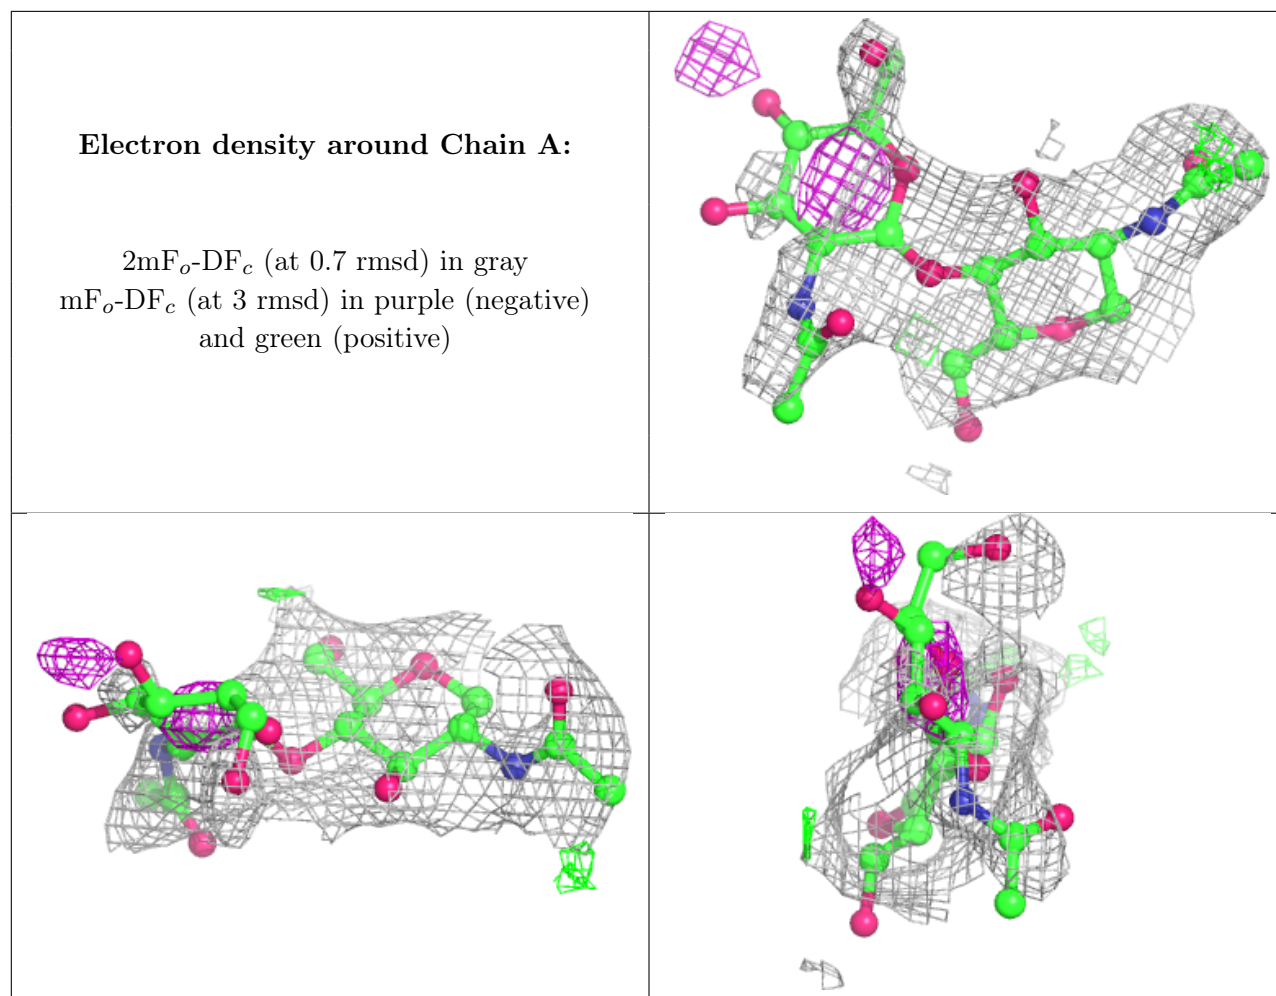 Electron density around Chain A:
2mFₒ-DF𝒸 (at 0.7 rmsd) in gray
mFₒ-DF𝒸 (at 3 rmsd) in purple (negative)
and green (positive)